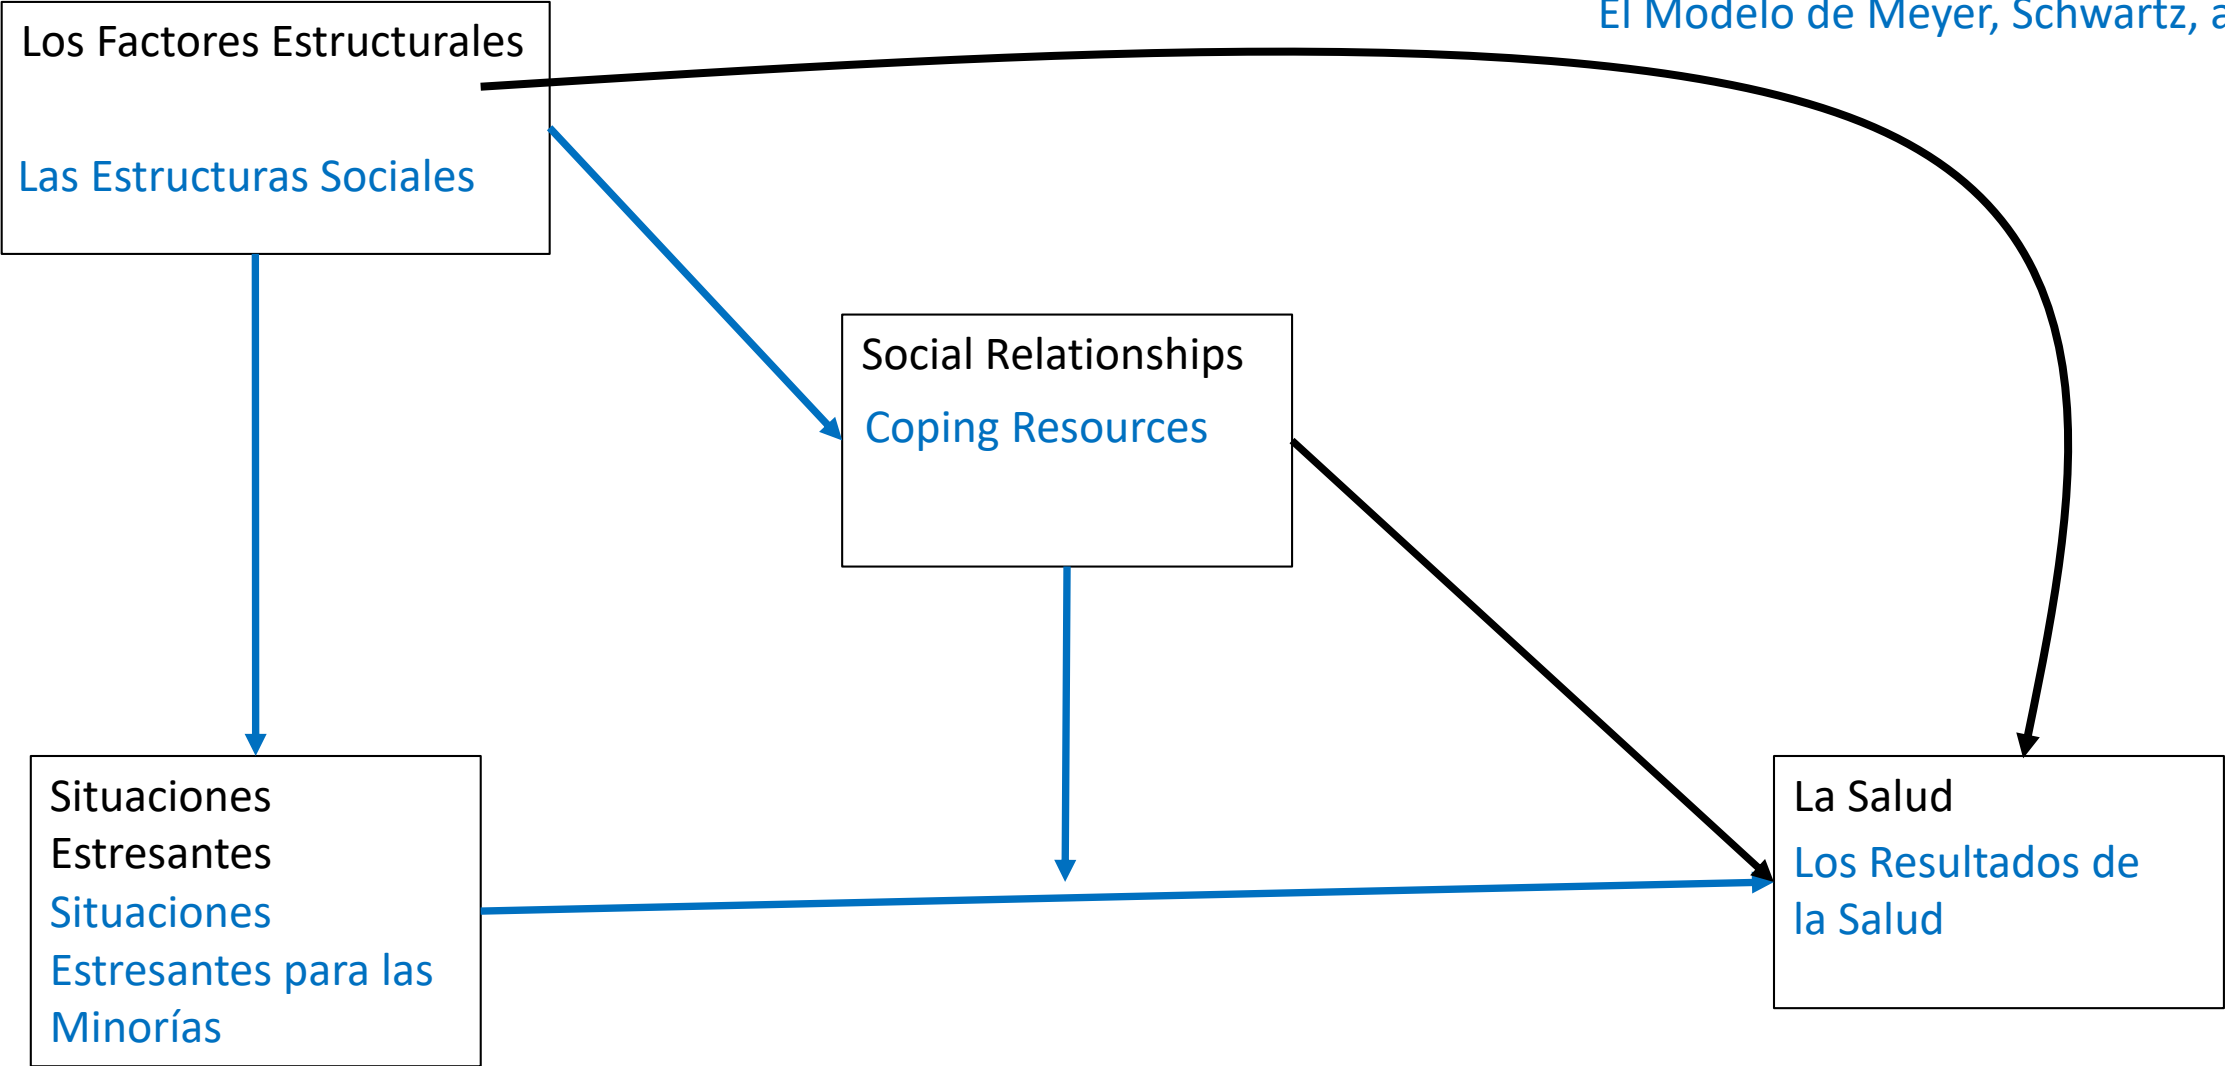 El Modelo de Meyer, Schwartz, a
Los Factores Estructurales
Las Estructuras Sociales
Social Relationships
Coping Resources
Situaciones
Estresantes
Situaciones
Estresantes para las
Minorías
La Salud
Los Resultados de
la Salud